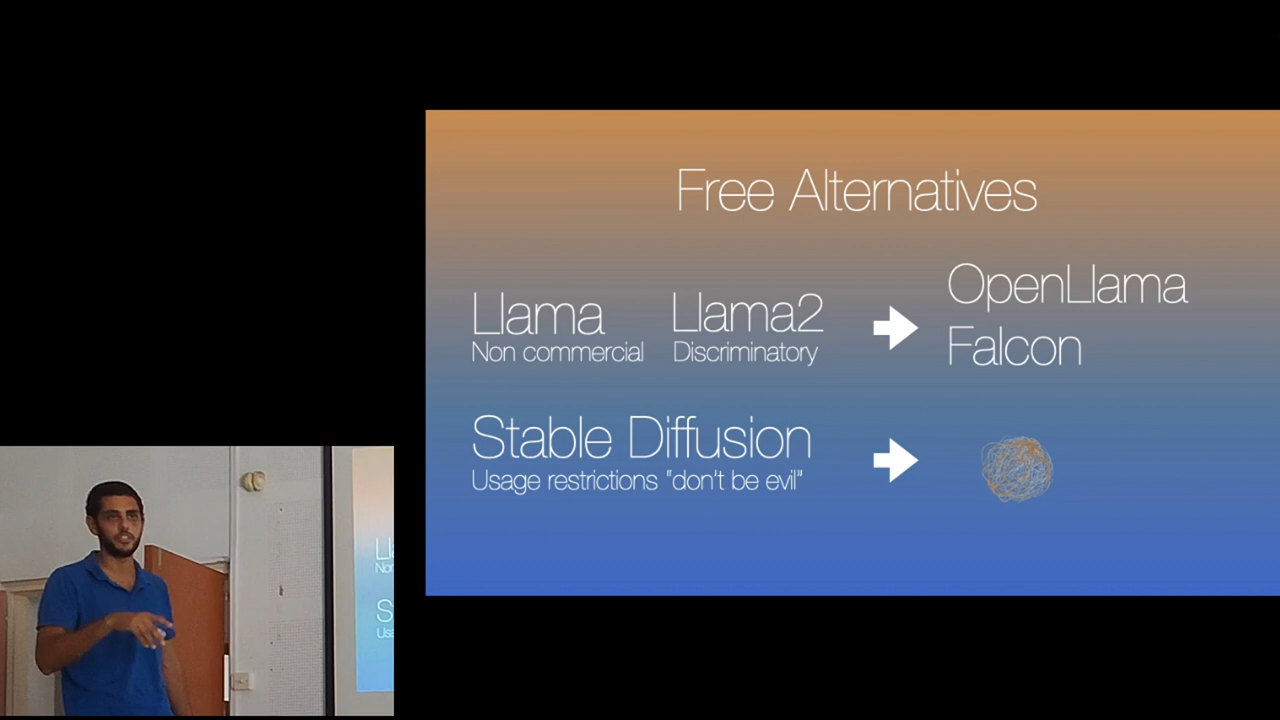 Free Alternatives
Llama
Non commercial
Llama2
Discriminatory
OpenLlama
Falcon
Stable Diffusion
Usage restrictions "don't be evil"